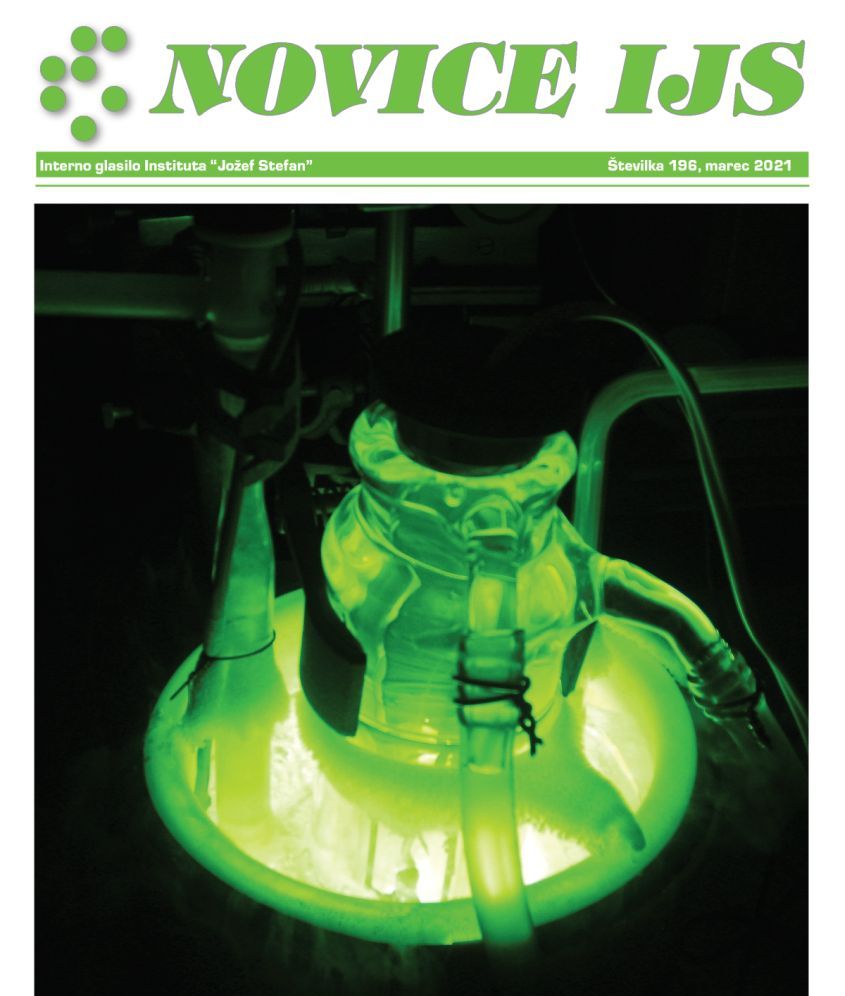 NOVICE IJS
Interno glasilo Instituta “Jožef Stefan”
Številka 196, marec 2021